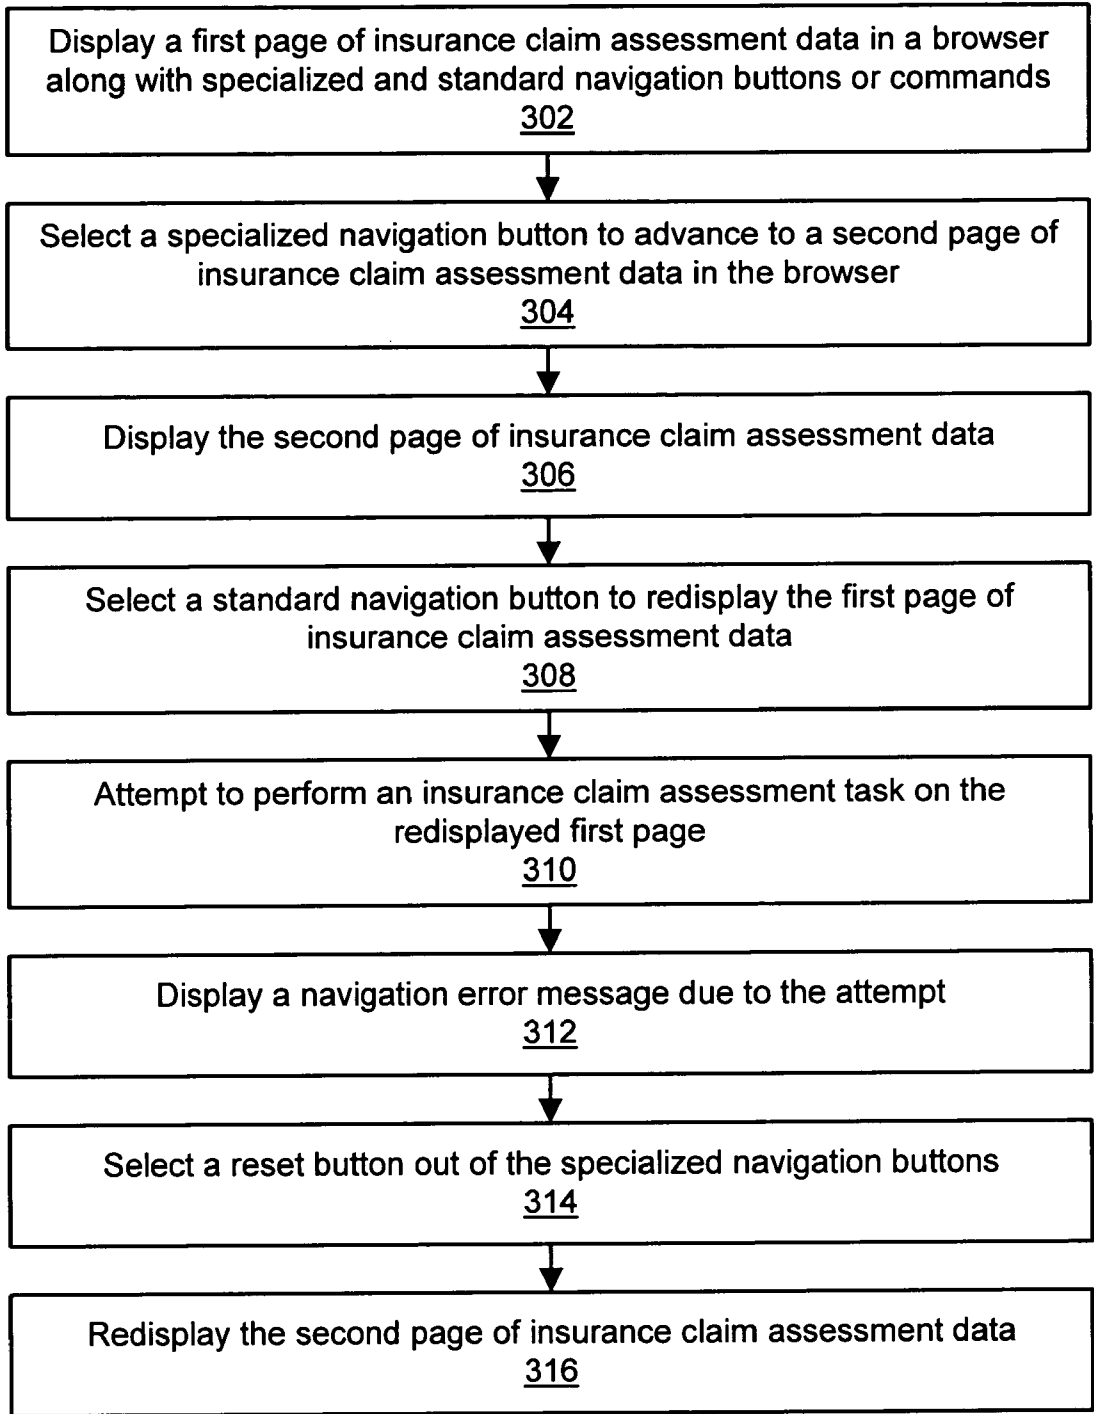 Display a first page of insurance claim assessment data in a browser
along with specialized and standard navigation buttons or commands
302
Select a specialized navigation button to advance to a second page of
insurance claim assessment data in the browser
304
Display the second page of insurance claim assessment data
306
Select a standard navigation button to redisplay the first page of
insurance claim assessment data
308
Attempt to perform an insurance claim assessment task on the
redisplayed first page
310
Display a navigation error message due to the attempt
312
Select a reset button out of the specialized navigation buttons
314
Redisplay the second page of insurance claim assessment data
316